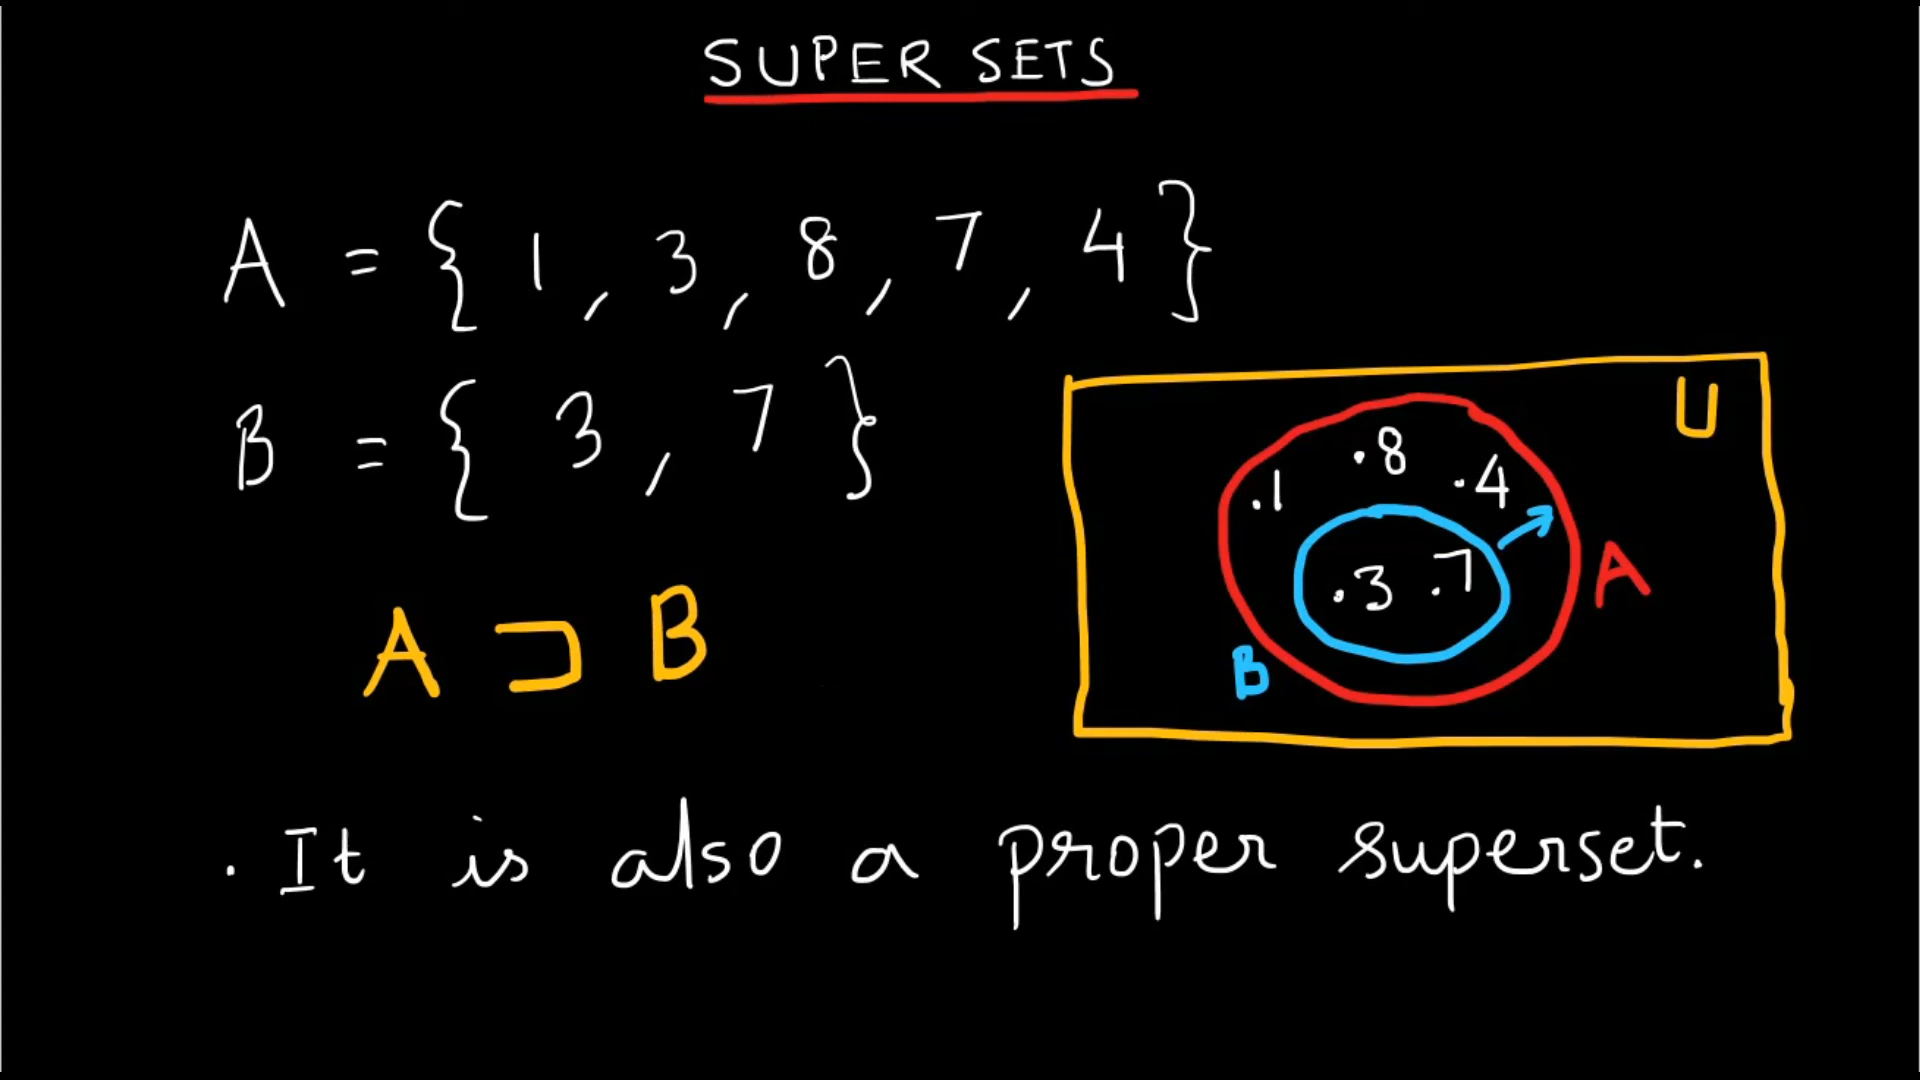 SUPER SETS
A = { 1 , 3 , 8 , 7 , 4 }
B = { 3 , 7 }
A ⊃ B
U
.8
.1 .4
.3 .7
A
B
. It is also a proper superset.